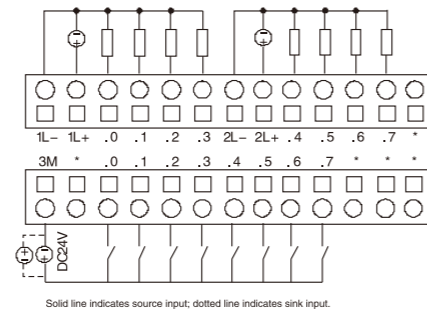 1L− 1L+ .0 .1 .2 .3 2L− 2L+ .4 .5 .6 .7 *
3M * .0 .1 .2 .3 .4 .5 .6 .7 * * *
DC24V
Solid line indicates source input; dotted line indicates sink input.